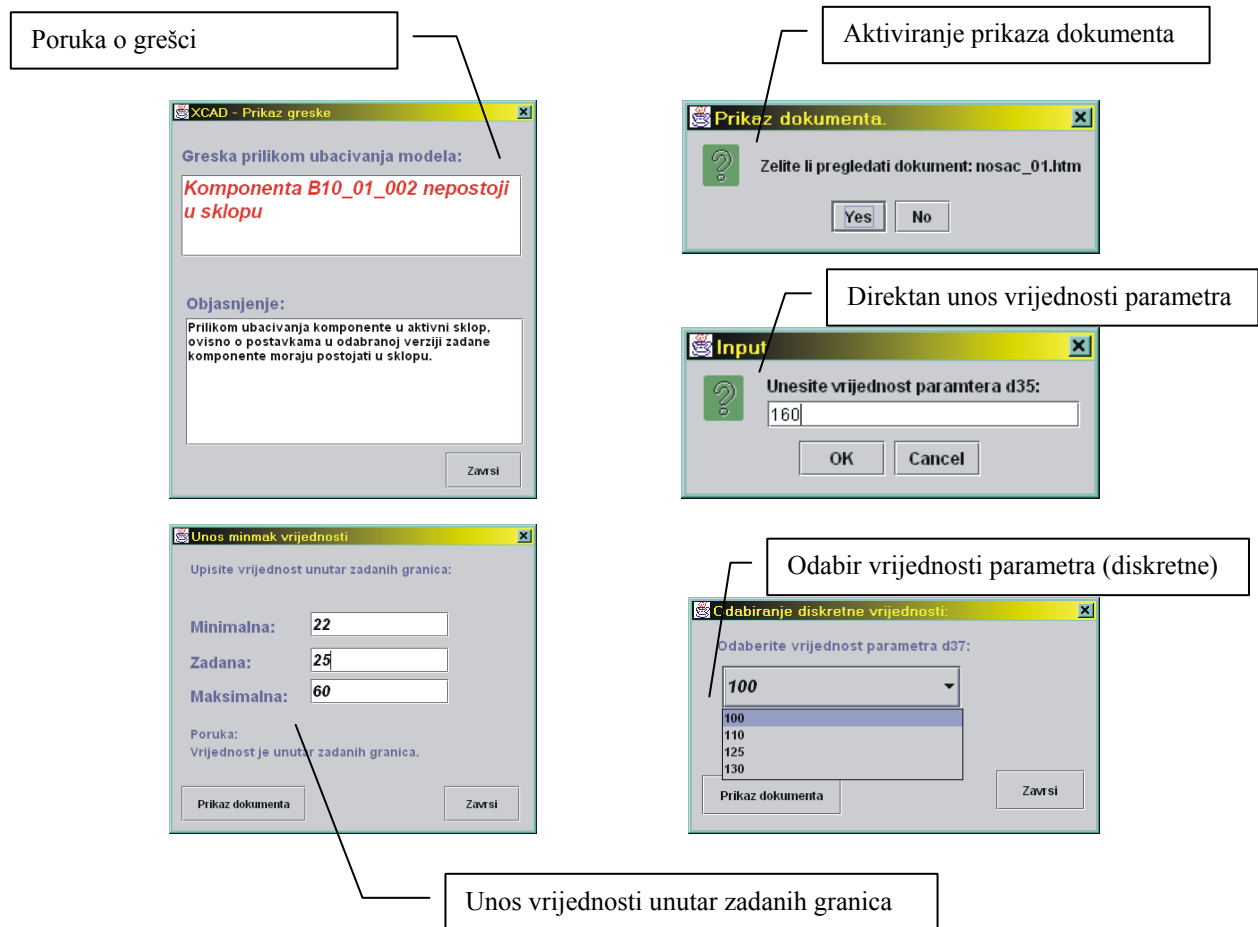 Poruka o grešci
Aktiviranje prikaza dokumenta
XCAD - Prikaz greske
Greska prilikom ubacivanja modela:
Komponenta B10_01_002 nepostoji
u sklopu
Objasnjenje:
Prilikom ubacivanja komponente u aktivni sklop,
ovisno o postavkama u odabranoj verziji zadane
komponente moraju postojati u sklopu.
Zavrsi
Prikaz dokumenta.
Zelite li pregledati dokument: nosac_01.htm
Yes No
Direktan unos vrijednosti parametra
Input
Unesite vrijednost paramtera d35:
160
OK Cancel
Unos minmak vrijednosti
Upisite vrijednost unutar zadanih granica:
Minimalna: 22
Zadana: 25
Maksimalna: 60
Poruka:
Vrijednost je unutar zadanih granica.
Prikaz dokumenta Zavrsi
Odabir vrijednosti parametra (diskretne)
Odabiranje diskretne vrijednosti:
Odaberite vrijednost parametra d37:
100
100
110
125
130
Prikaz dokumenta Zavrsi
Unos vrijednosti unutar zadanih granica